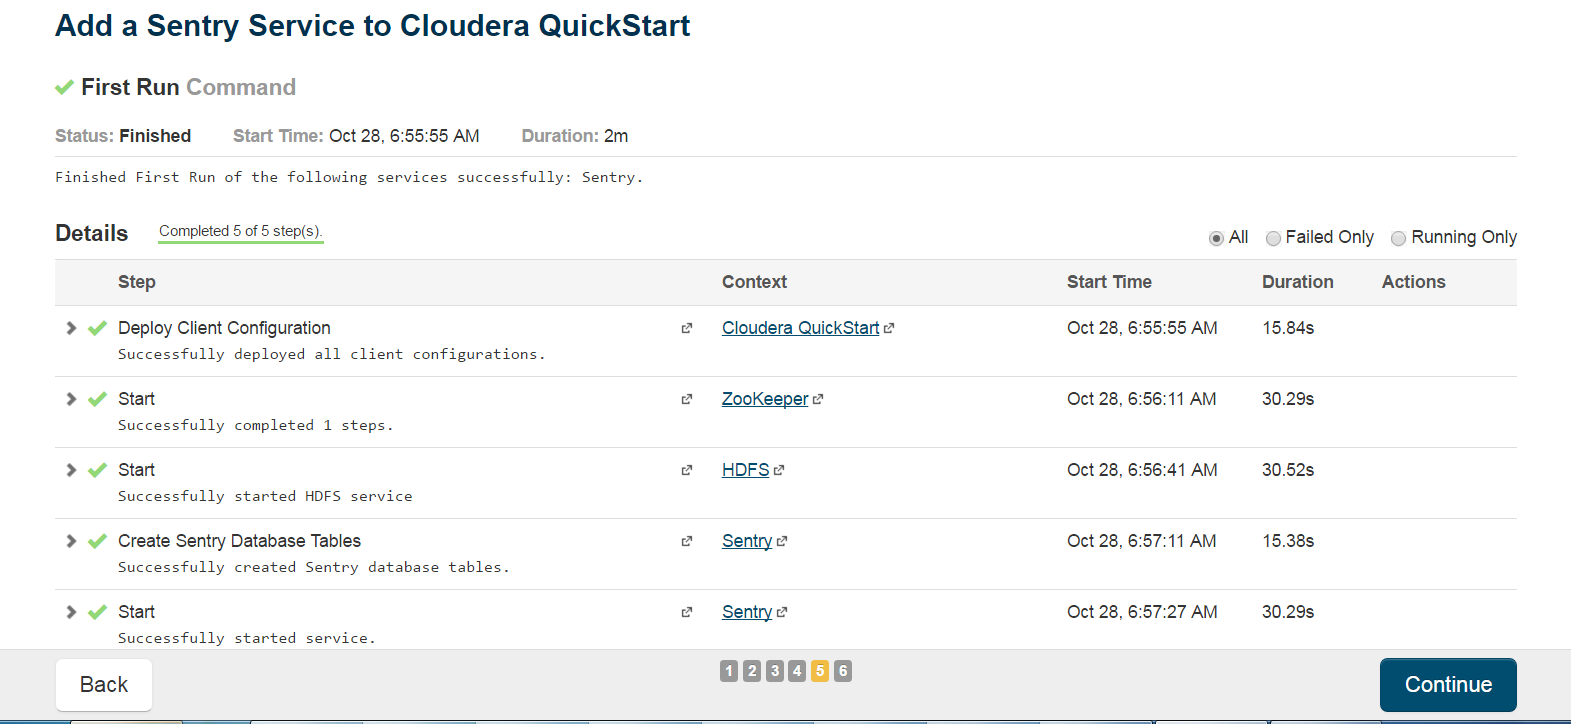 Add a Sentry Service to Cloudera QuickStart
First Run Command
Status: Finished Start Time: Oct 28, 6:55:55 AM Duration: 2m
Finished First Run of the following services successfully: Sentry.
Details Completed 5 of 5 step(s). All Failed Only Running Only
Step Context Start Time Duration Actions
Deploy Client Configuration Cloudera QuickStart Oct 28, 6:55:55 AM 15.84s
Successfully deployed all client configurations.
Start ZooKeeper Oct 28, 6:56:11 AM 30.29s
Successfully completed 1 steps.
Start HDFS Oct 28, 6:56:41 AM 30.52s
Successfully started HDFS service
Create Sentry Database Tables Sentry Oct 28, 6:57:11 AM 15.38s
Successfully created Sentry database tables.
Start Sentry Oct 28, 6:57:27 AM 30.29s
Successfully started service.
Back 1 2 3 4 5 6 Continue